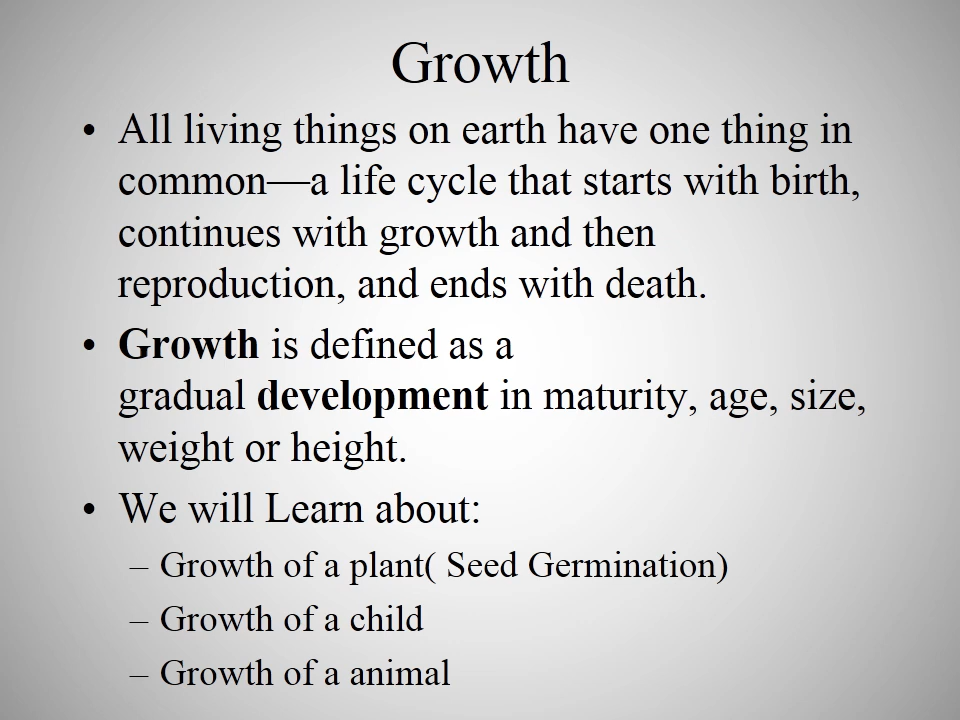 Growth
• All living things on earth have one thing in
common—a life cycle that starts with birth,
continues with growth and then
reproduction, and ends with death.
• Growth is defined as a
gradual development in maturity, age, size,
weight or height.
• We will Learn about:
– Growth of a plant( Seed Germination)
– Growth of a child
– Growth of a animal